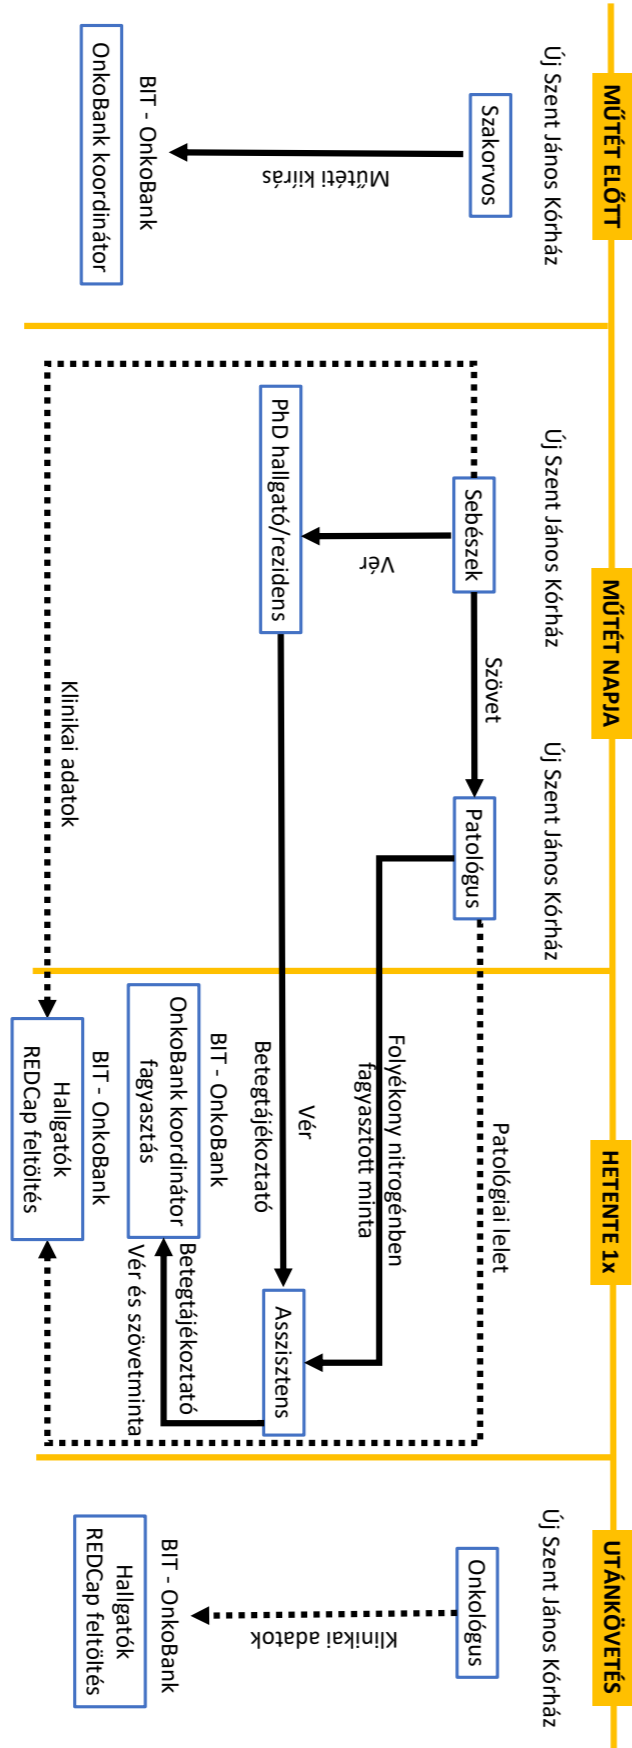 MŰTÉT ELŐTT
Új Szent János Kórház
Szakorvos
Műtéti kiírás
BIT - OnkoBank
OnkoBank koordinátor
MŰTÉT NAPJA
Új Szent János Kórház
Új Szent János Kórház
Sebészek
Szövet
Patológus
Vér
PhD hallgató/rezidens
Klinikai adatok
HETENTE 1x
Patológiai lelet
Folyékony nitrogénben
fagyasztott minta
Vér
Betegtájékoztató
Asszisztens
BIT - OnkoBank
OnkoBank koordinátor
fagyasztás
Betegtájékoztató
Vér és szövetminta
BIT - OnkoBank
Hallgatók
REDCap feltöltés
UTÁNKÖVETÉS
Új Szent János Kórház
Onkológus
Klinikai adatok
BIT - OnkoBank
Hallgatók
REDCap feltöltés